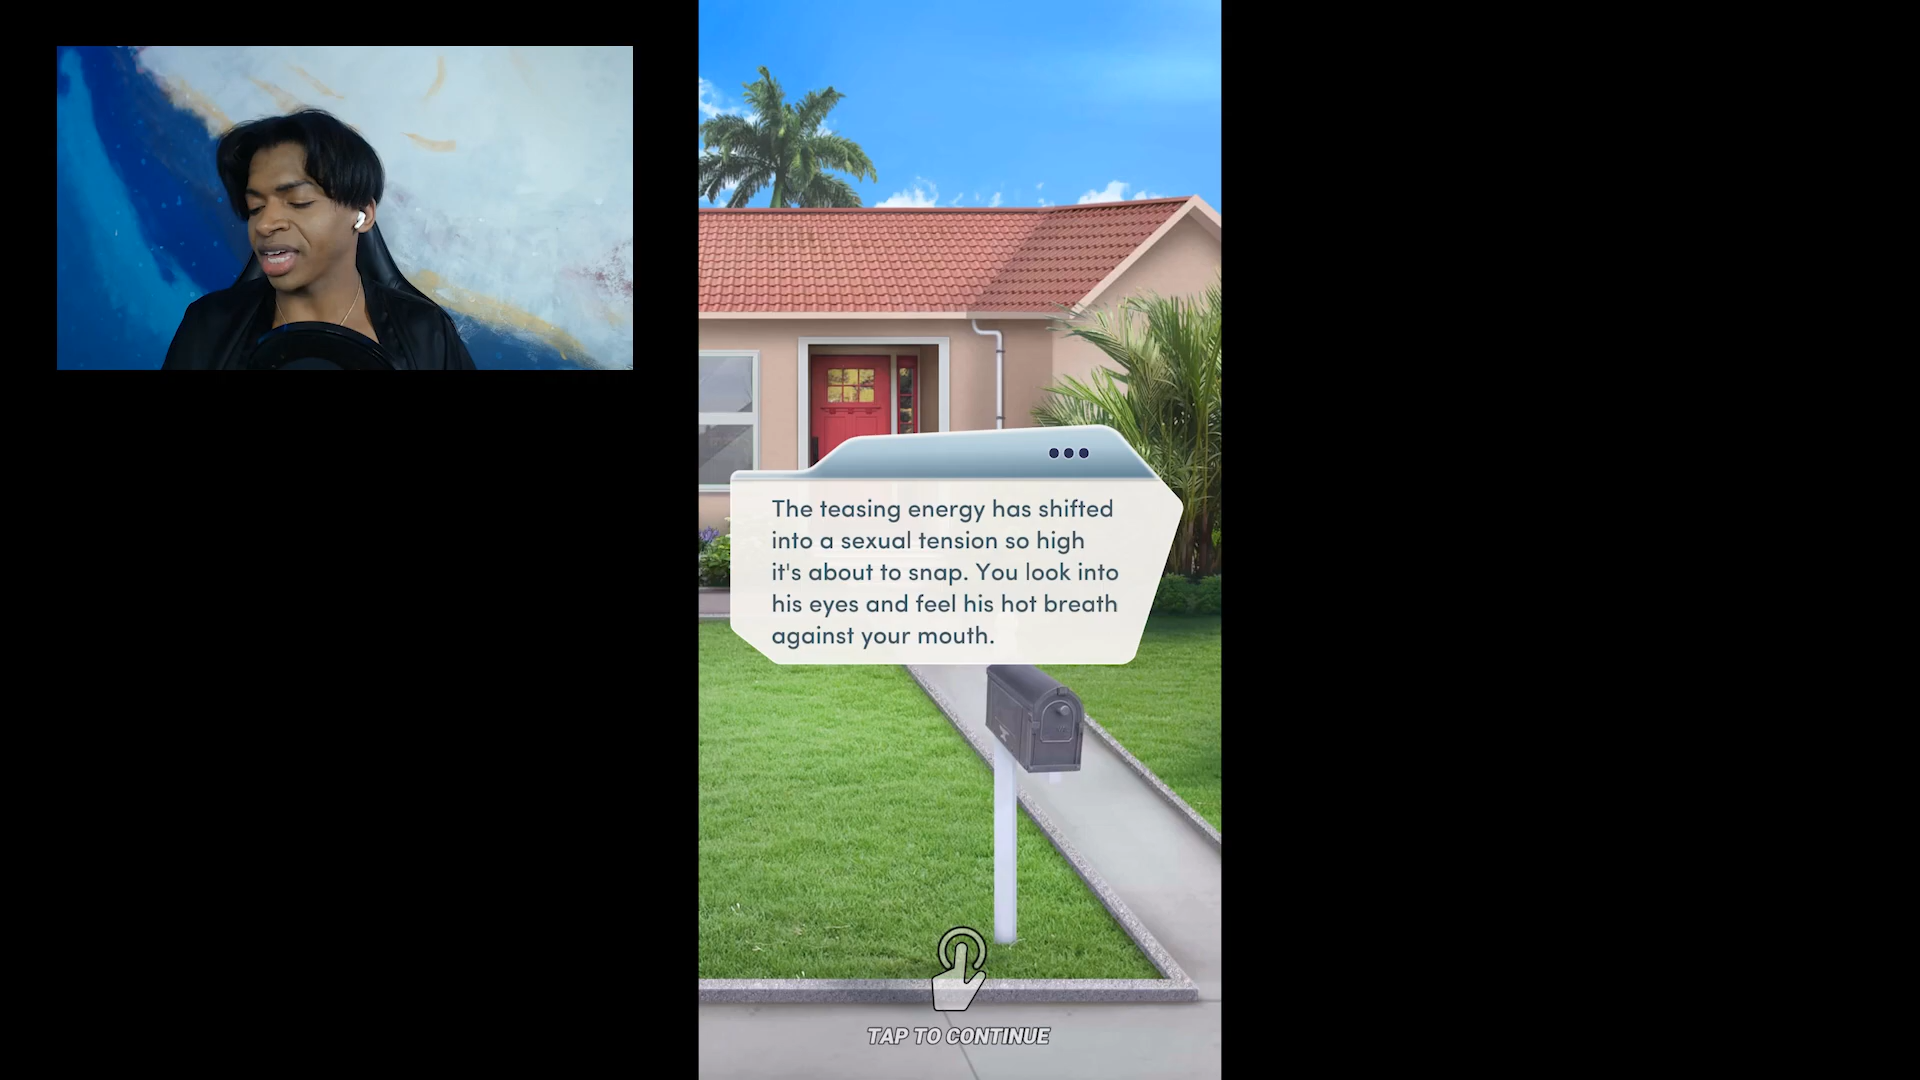 The teasing energy has shifted
into a sexual tension so high
it's about to snap. You look into
his eyes and feel his hot breath
against your mouth.
TAP TO CONTINUE